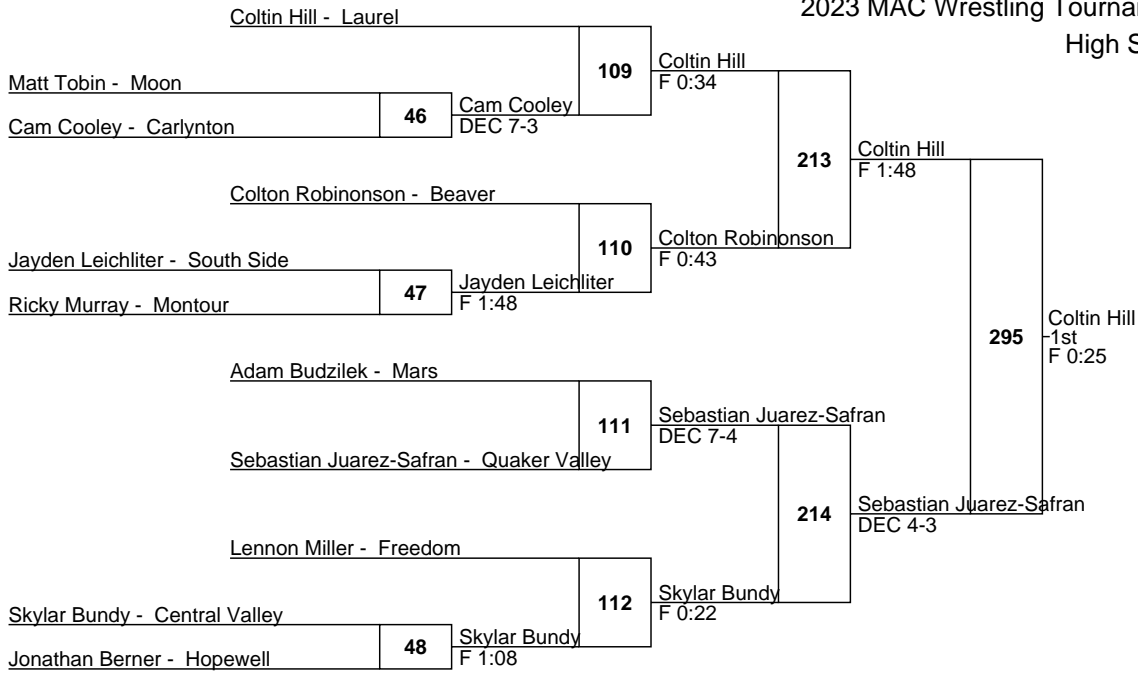 2023 MAC Wrestling
High
Coltin Hill - Laurel
109
Coltin Hill
F 0:34
Matt Tobin - Moon
46
Cam Cooley
DEC 7-3
Cam Cooley - Carlynton
213
Coltin Hill
F 1:48
Colton Robinonson - Beaver
110
Colton Robinonson
F 0:43
Jayden Leichliter - South Side
47
Jayden Leichliter
F 1:48
Ricky Murray - Montour
295
Coltin Hill
1st
F 0:25
Adam Budzilek - Mars
111
Sebastian Juarez-Safran
DEC 7-4
Sebastian Juarez-Safran - Quaker Valley
214
Sebastian Juarez-Safran
DEC 4-3
Lennon Miller - Freedom
112
Skylar Bundy
F 0:22
Skylar Bundy - Central Valley
48
Skylar Bundy
F 1:08
Jonathan Berner - Hopewell